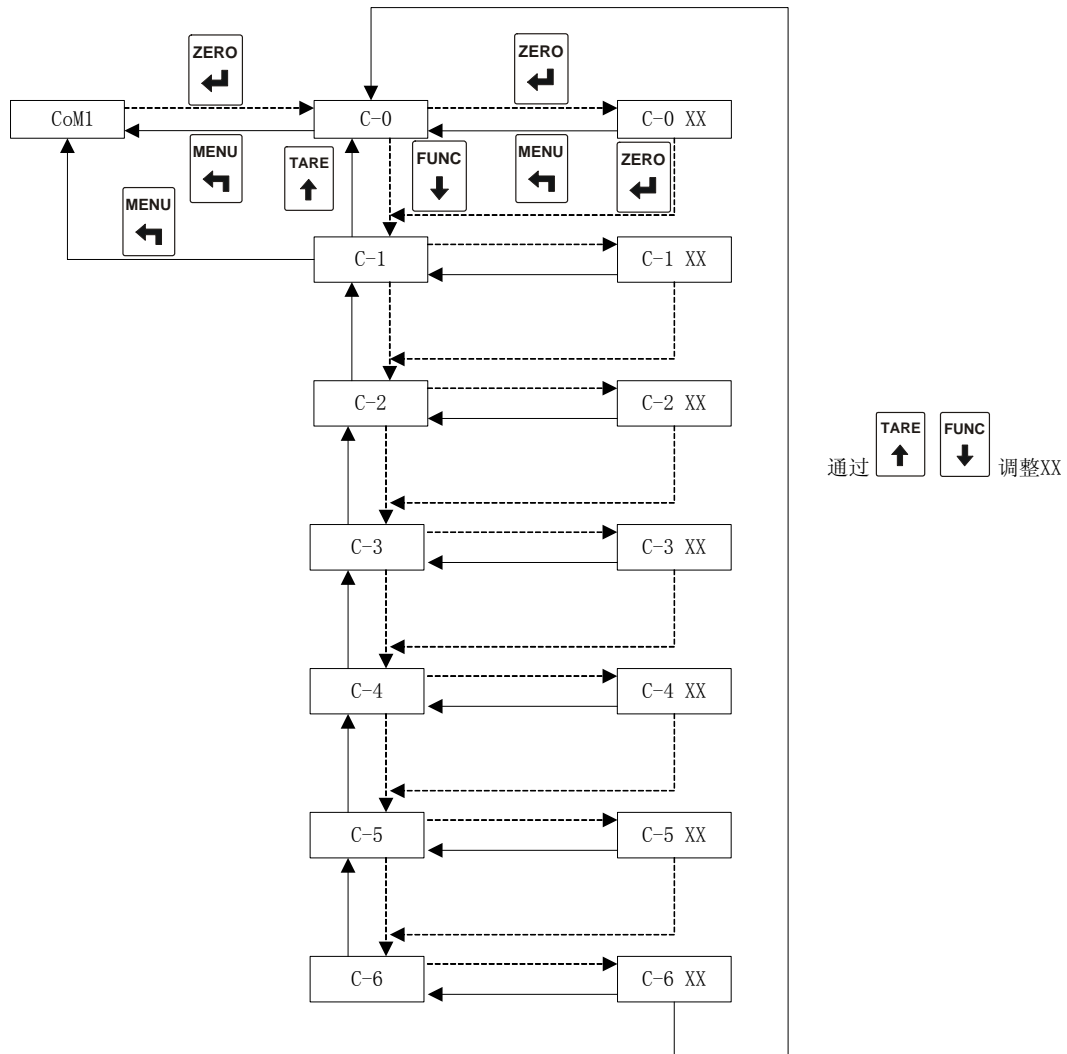 ZERO
ZERO
CoM1
C-0
C-0 XX
MENU
TARE
FUNC
MENU
ZERO
MENU
C-1
C-1 XX
C-2
C-2 XX
通过 TARE FUNC 调整XX
C-3
C-3 XX
C-4
C-4 XX
C-5
C-5 XX
C-6
C-6 XX